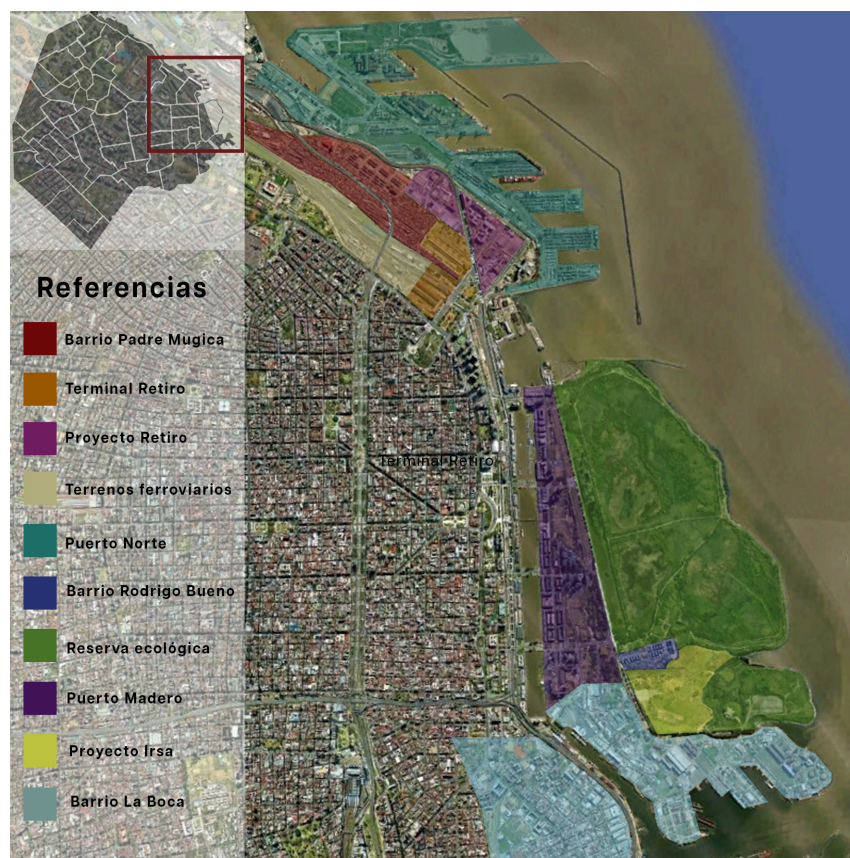 Referencias
Barrio Padre Mugica
Terminal Retiro
Proyecto Retiro
Terrenos ferroviarios
Puerto Norte
Barrio Rodrigo Bueno
Reserva ecológica
Puerto Madero
Proyecto Irsa
Barrio La Boca
Terminal Retiro